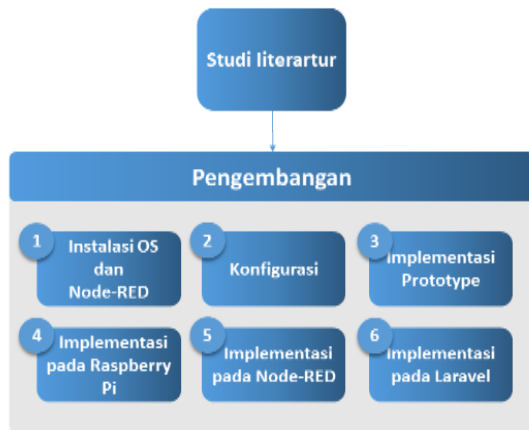 Studi literartur
Pengembangan
1
Instalasi OS
dan
Node-RED
2
Konfigurasi
3
Implementasi
Prototype
4
Implementasi
pada Raspberry
Pi
5
Implementasi
pada Node-RED
6
Implementasi
pada Laravel